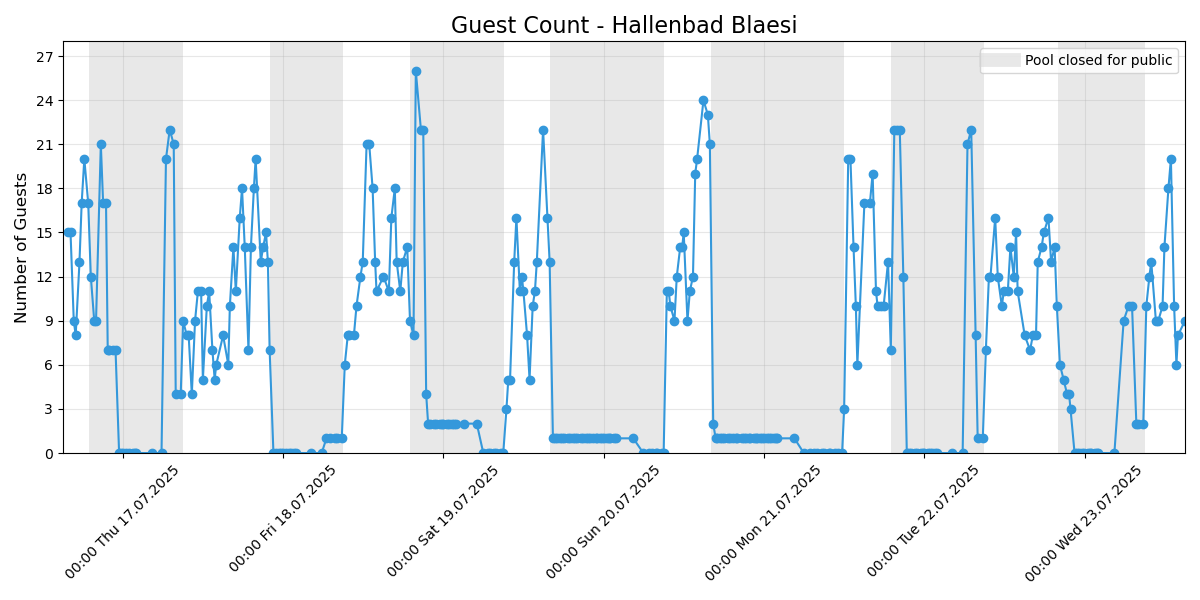 Guest Count - Hallenbad Blaesi
Pool closed for public
Number of Guests
27
24
21
18
15
12
9
6
3
0
00:00 Thu 17.07.2025
00:00 Fri 18.07.2025
00:00 Sat 19.07.2025
00:00 Sun 20.07.2025
00:00 Mon 21.07.2025
00:00 Tue 22.07.2025
00:00 Wed 23.07.2025